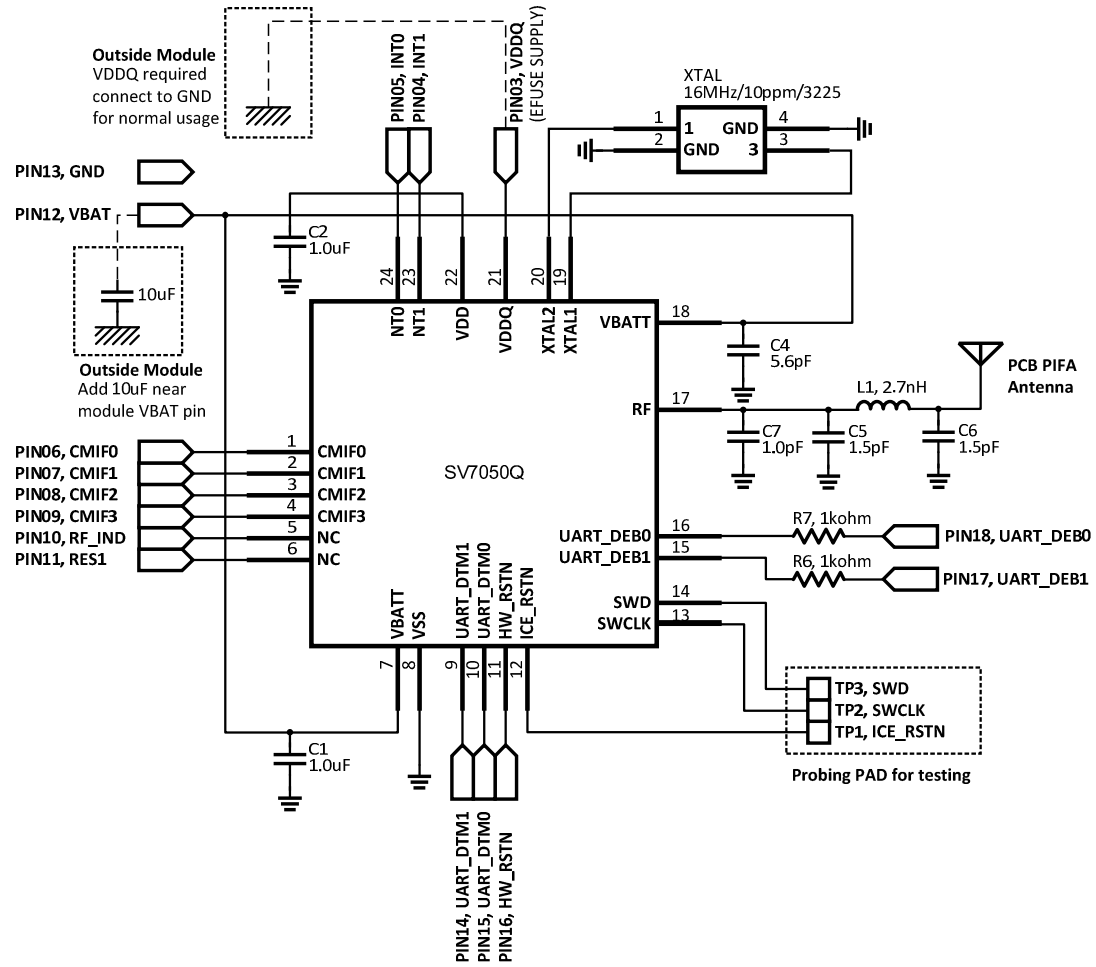 Outside Module
VDDQ required
connect to GND
for normal usage
PIN05, INT0
PIN04, INT1
PIN03, VDDQ
(EFUSE SUPPLY)
XTAL
16MHz/10ppm/3225
1
2
1
GND
GND
3
4
3
PIN13, GND
PIN12, VBAT
C2
1.0uF
10uF
Outside Module
Add 10uF near
module VBAT pin
24
23
22
21
20
19
NT0
NT1
VDD
VDDQ
XTAL2
XTAL1
VBATT
18
C4
5.6pF
PCB PIFA
Antenna
RF
17
L1, 2.7nH
C7
1.0pF
C5
1.5pF
C6
1.5pF
SV7050Q
PIN06, CMIF0
1
CMIF0
PIN07, CMIF1
2
CMIF1
PIN08, CMIF2
3
CMIF2
PIN09, CMIF3
4
CMIF3
PIN10, RF_IND
5
NC
PIN11, RES1
6
NC
UART_DEB0
16
R7, 1kohm
PIN18, UART_DEB0
UART_DEB1
15
R6, 1kohm
PIN17, UART_DEB1
SWD
14
SWCLK
13
VBATT
VSS
UART_DTM1
UART_DTM0
HW_RSTN
ICE_RSTN
7
8
9
10
11
12
TP3, SWD
TP2, SWCLK
TP1, ICE_RSTN
Probing PAD for testing
C1
1.0uF
PIN14, UART_DTM1
PIN15, UART_DTM0
PIN16, HW_RSTN